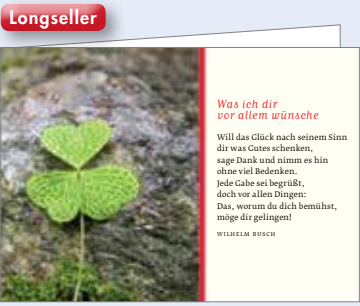 Longseller
Was ich dir
vor allem wünsche
Will das Glück nach seinem Sinn
dir was Gutes schenken,
sage Dank und nimm es hin
ohne viel Bedenken.
Jede Gabe sei begrüßt,
doch vor allen Dingen:
Das, worum du dich bemühst,
möge dir gelingen!
WILHELM BUSCH